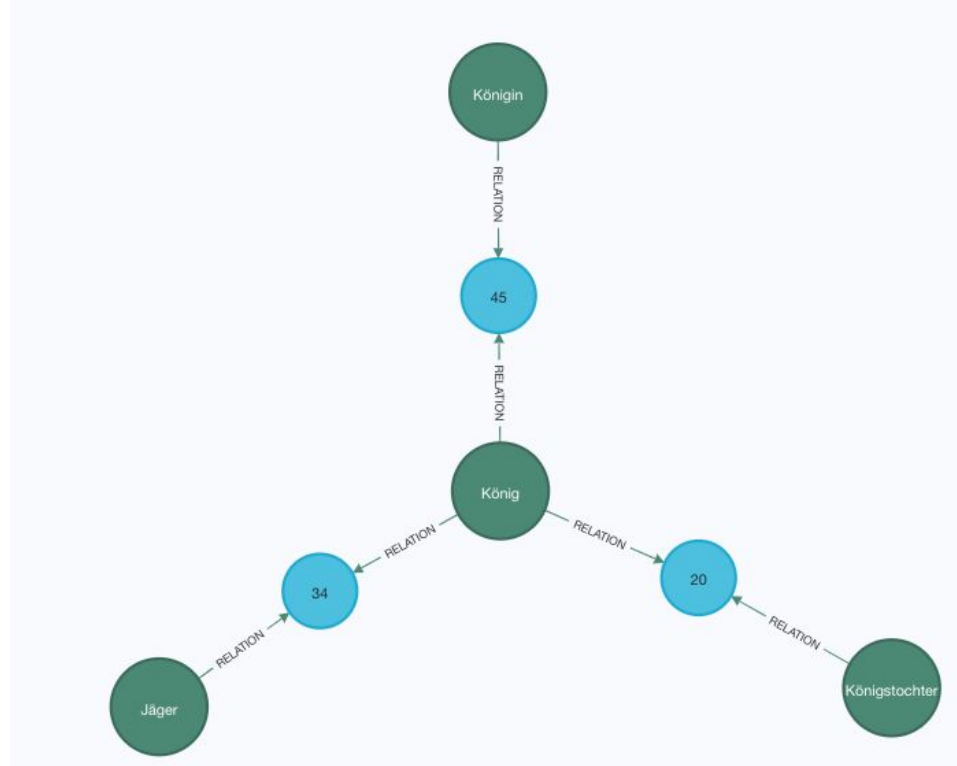 Königin
RELATION
45
RELATION
König
RELATION
RELATION
34
20
RELATION
RELATION
Jäger
Königstochter